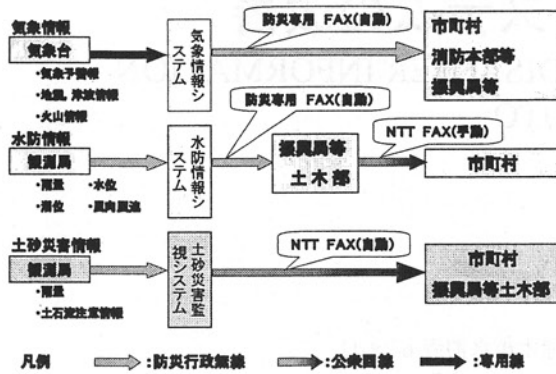 気象情報
気象台
・気象予警報
・地震，津波情報
・火山情報
気象情報システム
防災専用 FAX(自動)
市町村
消防本部等
振興局等
水防情報
観測局
・雨量 ・水位
・潮位 ・風向風速
水防情報システム
防災専用 FAX(自動)
振興局等
土木部
NTT FAX(手動)
市町村
土砂災害情報
観測局
・雨量
・土石流注意情報
土砂災害監視システム
NTT FAX(自動)
市町村
振興局等土木部
凡例 :防災行政無線 :公衆回線 :専用線